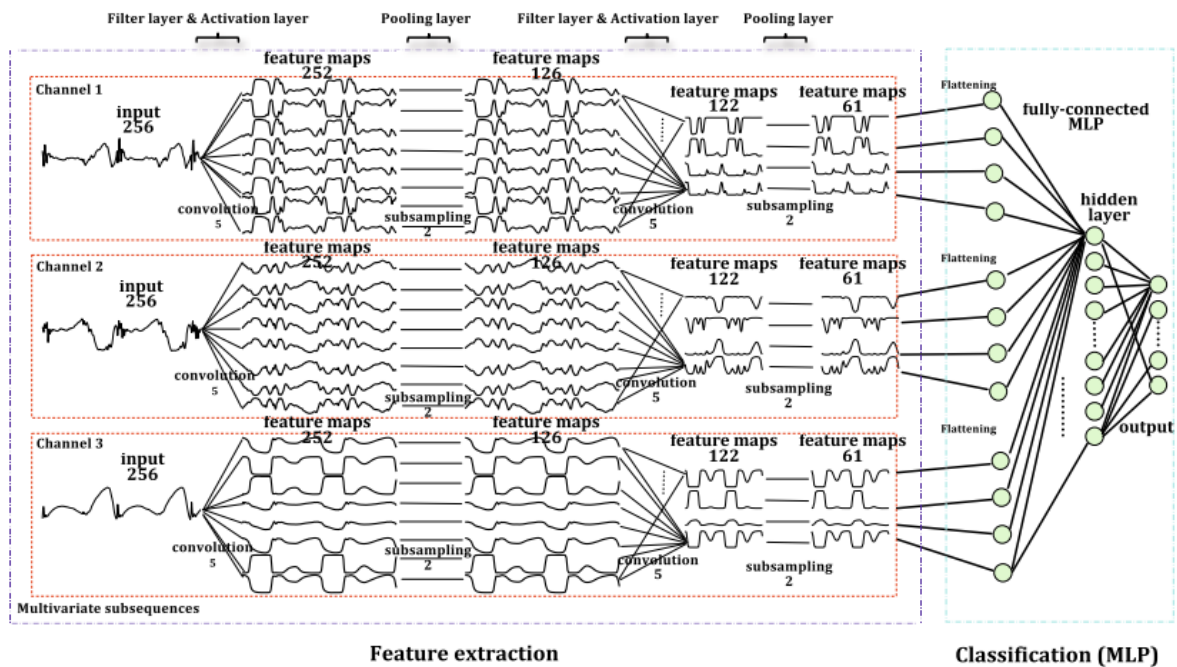 Filter layer & Activation layer
Pooling layer
Filter layer & Activation layer
Pooling layer
Channel 1
input
256
convolution
5
feature maps
252
subsampling
2
feature maps
126
convolution
5
feature maps
122
subsampling
2
feature maps
61
Channel 2
input
256
convolution
5
feature maps
252
subsampling
2
feature maps
126
convolution
5
feature maps
122
subsampling
2
feature maps
61
Channel 3
input
256
convolution
5
feature maps
252
subsampling
2
feature maps
126
convolution
5
feature maps
122
subsampling
2
feature maps
61
Multivariate subsequences
Flattening
Flattening
Flattening
fully-connected
MLP
hidden
layer
output
Feature extraction
Classification (MLP)